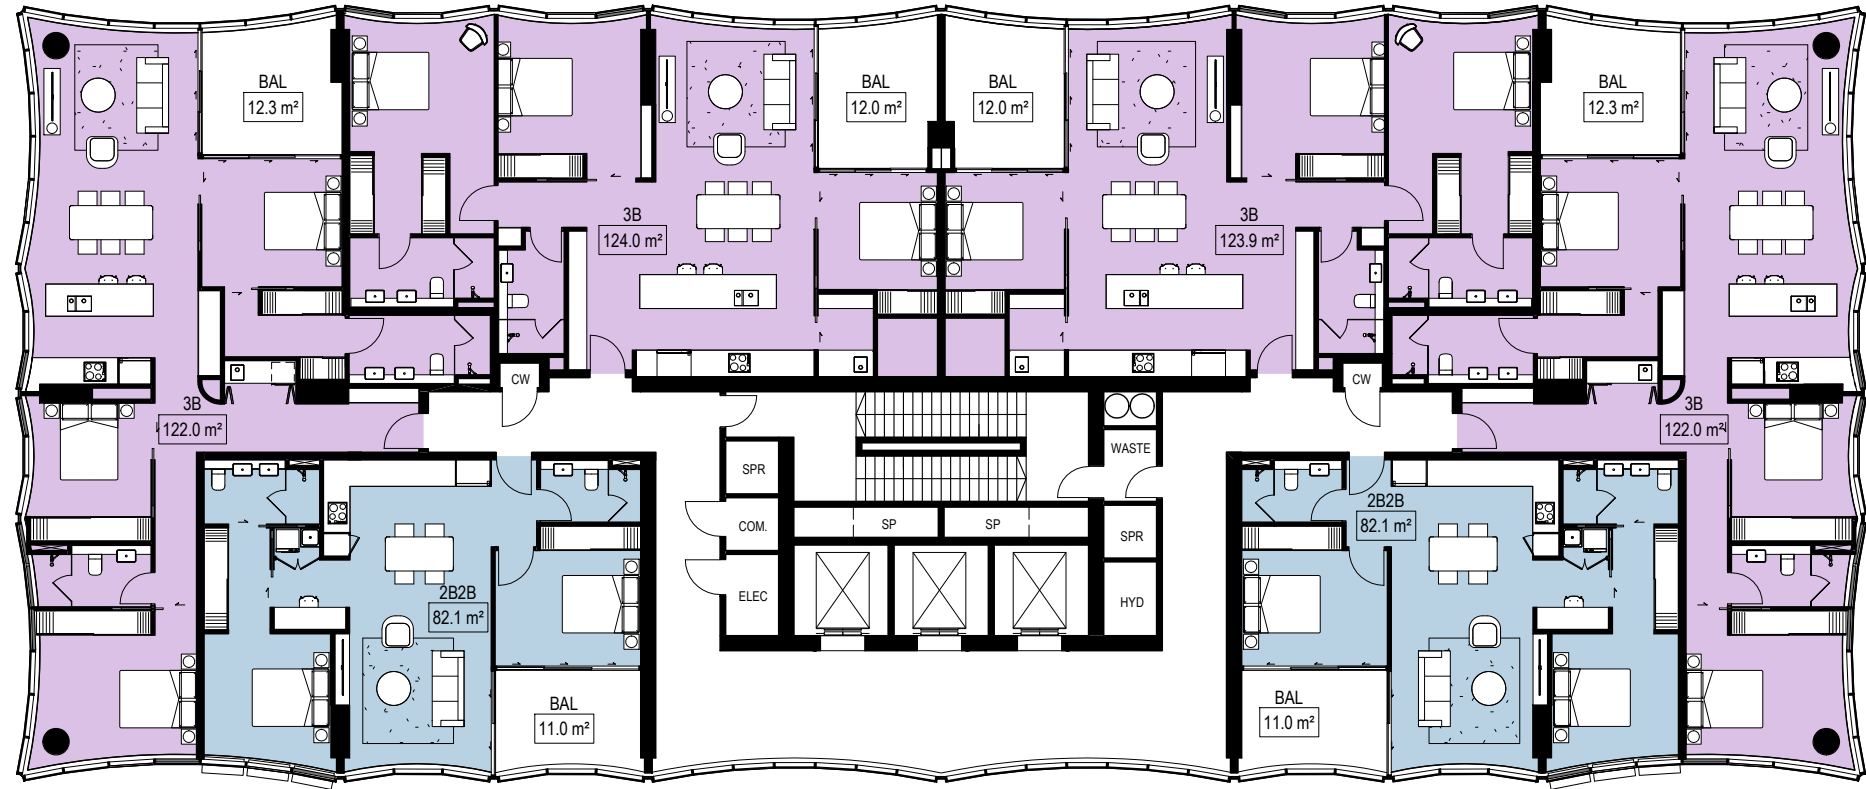 BAL
12.3 m²
BAL
12.0 m²
BAL
12.0 m²
BAL
12.3 m²
3B
124.0 m²
3B
123.9 m²
CW
CW
3B
122.0 m²
3B
122.0 m²
WASTE
SPR
COM.
SP
SP
SPR
ELEC
HYD
2B2B
82.1 m²
2B2B
82.1 m²
BAL
11.0 m²
BAL
11.0 m²